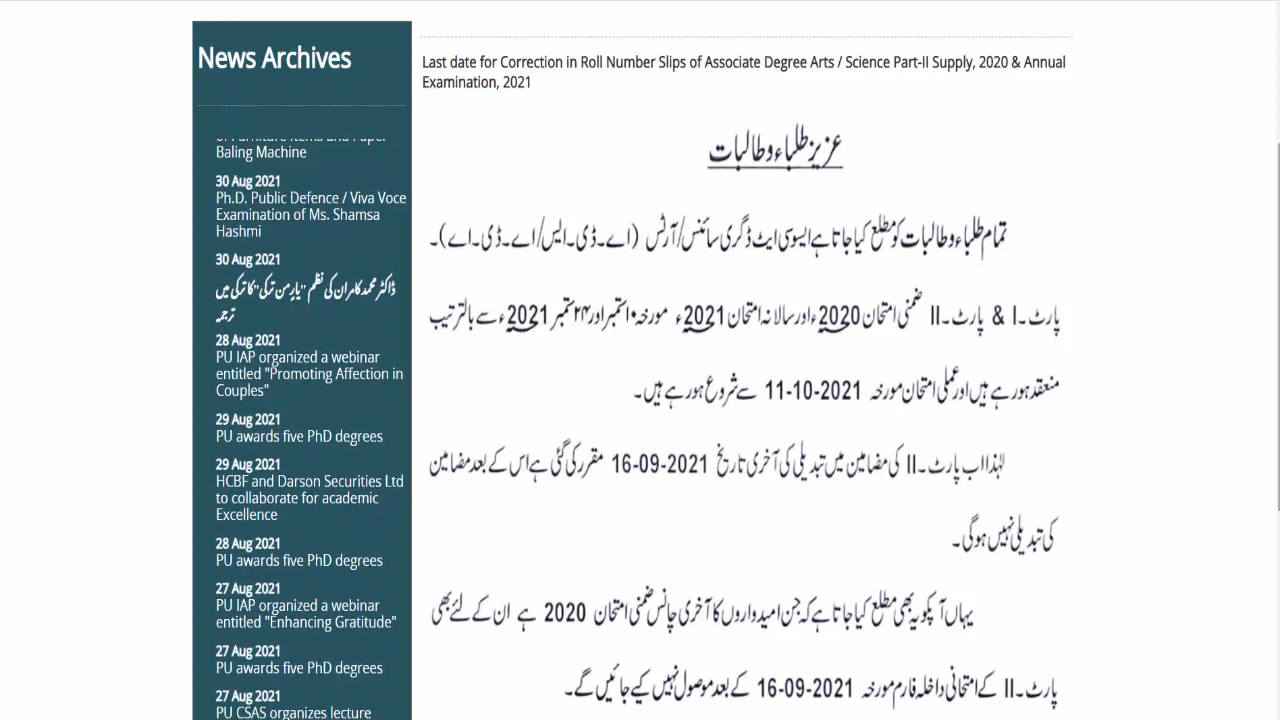 News Archives
Baling Machine
30 Aug 2021
Ph.D. Public Defence / Viva Voce
Examination of Ms. Shamsa
Hashmi
30 Aug 2021
ڈاکٹر محمد کامران کی نظم "یارِ من ترکی" کا ترکی میں
ترجمہ
28 Aug 2021
PU IAP organized a webinar
entitled "Promoting Affection in
Couples"
29 Aug 2021
PU awards five PhD degrees
29 Aug 2021
HCBF and Darson Securities Ltd
to collaborate for academic
Excellence
28 Aug 2021
PU awards five PhD degrees
27 Aug 2021
PU IAP organized a webinar
entitled "Enhancing Gratitude"
27 Aug 2021
PU awards five PhD degrees
27 Aug 2021
PU CSAS organizes lecture
Last date for Correction in Roll Number Slips of Associate Degree Arts / Science Part-II Supply, 2020 & Annual
Examination, 2021
عزیز طلباء و طالبات
تمام طلباء و طالبات کو مطلع کیا جاتا ہے ایسوسی ایٹ ڈگری سائنس/آرٹس (اے۔ڈی۔ایس/اے۔ڈی۔اے)۔
پارٹ۔I & پارٹ۔II ضمنی امتحان 2020ء اور سالانہ امتحان 2021ء مورخہ ۱۰ ستمبر اور ۲۴ ستمبر 2021ء سے بالترتیب
منعقد ہو رہے ہیں اور عملی امتحان مورخہ 11-10-2021 سے شروع ہو رہے ہیں۔
لہٰذا اب پارٹ۔II کی مضامین میں تبدیلی کی آخری تاریخ 16-09-2021 مقرر کی گئی ہے اس کے بعد مضامین
کی تبدیلی نہیں ہوگی۔
یہاں آپکو یہ بھی مطلع کیا جاتا ہے کہ جن امیدواروں کا آخری چانس ضمنی امتحان 2020 ہے ان کے لئے بھی
پارٹ۔II کے امتحانی داخلہ فارم مورخہ 16-09-2021 کے بعد موصول نہیں کیے جائیں گے۔